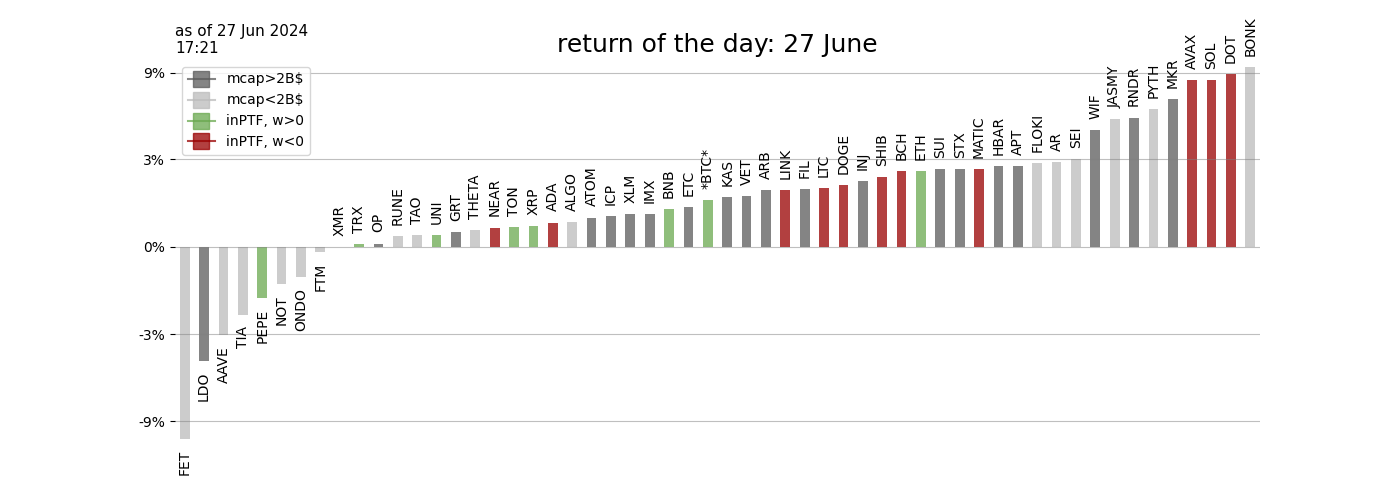 as of 27 Jun 2024
17:21
return of the day: 27 June
mcap>2B$
mcap<2B$
inPTF, w>0
inPTF, w<0
9%
3%
0%
-3%
-9%
FET
LDO
AAVE
TIA
PEPE
NOT
ONDO
FTM
XMR
TRX
OP
RUNE
TAO
UNI
GRT
THETA
NEAR
TON
XRP
ADA
ALGO
ATOM
ICP
XLM
IMX
BNB
ETC
*BTC*
KAS
VET
ARB
LINK
FIL
LTC
DOGE
INJ
SHIB
BCH
ETH
SUI
STX
MATIC
HBAR
APT
FLOKI
AR
SEI
WIF
JASMY
RNDR
PYTH
MKR
AVAX
SOL
DOT
BONK